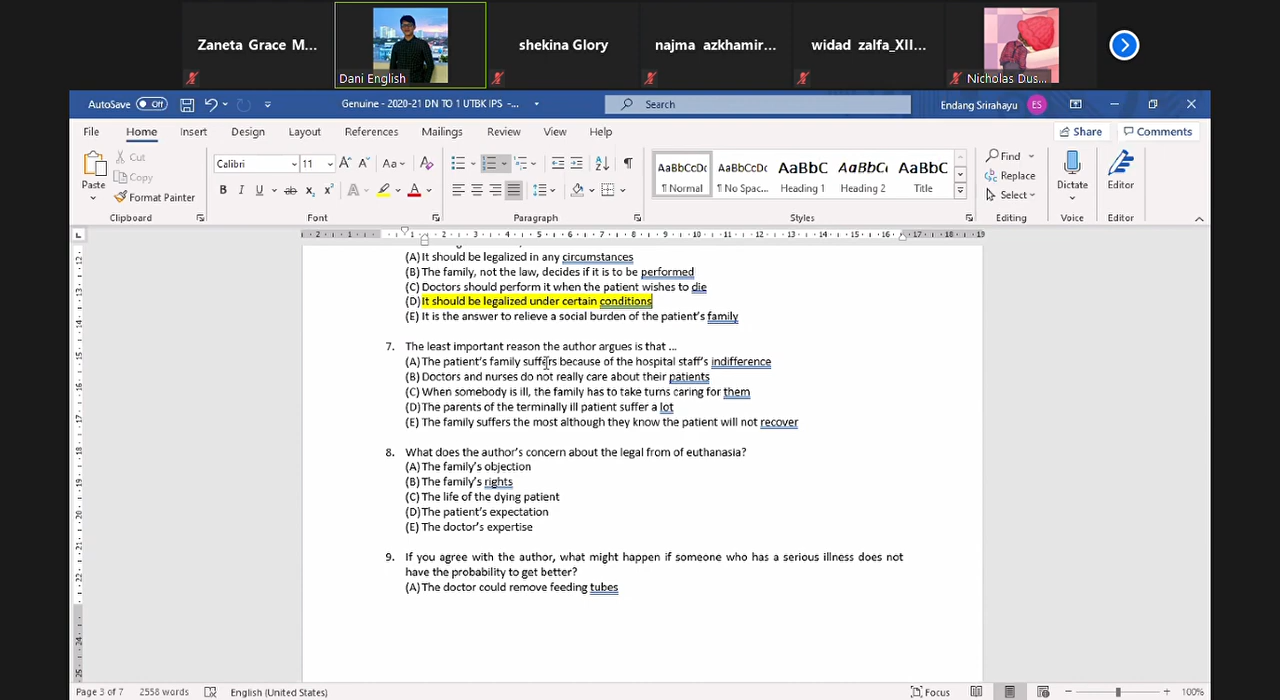 Zaneta Grace M...
Dani English
shekina Glory
najma azkhamir...
widad zalfa_XII...
Nicholas Dus...
AutoSave Off
Genuine - 2020-21 DN TO 1 UTBK IPS -...
Search
Endang Srirahayu ES
File Home Insert Design Layout References Mailings Review View Help
Share Comments
Paste
Cut
Copy
Format Painter
Calibri 11
AaBbCcDc AaBbCcDc AaBbC AaBbCc AaBbC
¶ Normal ¶ No Spac... Heading 1 Heading 2 Title
Find
Replace
Select
Dictate
Editor
Clipboard Font Paragraph Styles Editing Voice Editor
(A) It should be legalized in any circumstances
(B) The family, not the law, decides if it is to be performed
(C) Doctors should perform it when the patient wishes to die
(D) It should be legalized under certain conditions
(E) It is the answer to relieve a social burden of the patient's family
7. The least important reason the author argues is that ...
(A) The patient's family suffers because of the hospital staff's indifference
(B) Doctors and nurses do not really care about their patients
(C) When somebody is ill, the family has to take turns caring for them
(D) The parents of the terminally ill patient suffer a lot
(E) The family suffers the most although they know the patient will not recover
8. What does the author's concern about the legal from of euthanasia?
(A) The family's objection
(B) The family's rights
(C) The life of the dying patient
(D) The patient's expectation
(E) The doctor's expertise
9. If you agree with the author, what might happen if someone who has a serious illness does not
have the probability to get better?
(A) The doctor could remove feeding tubes
Page 3 of 7 2558 words English (United States) Focus 100%